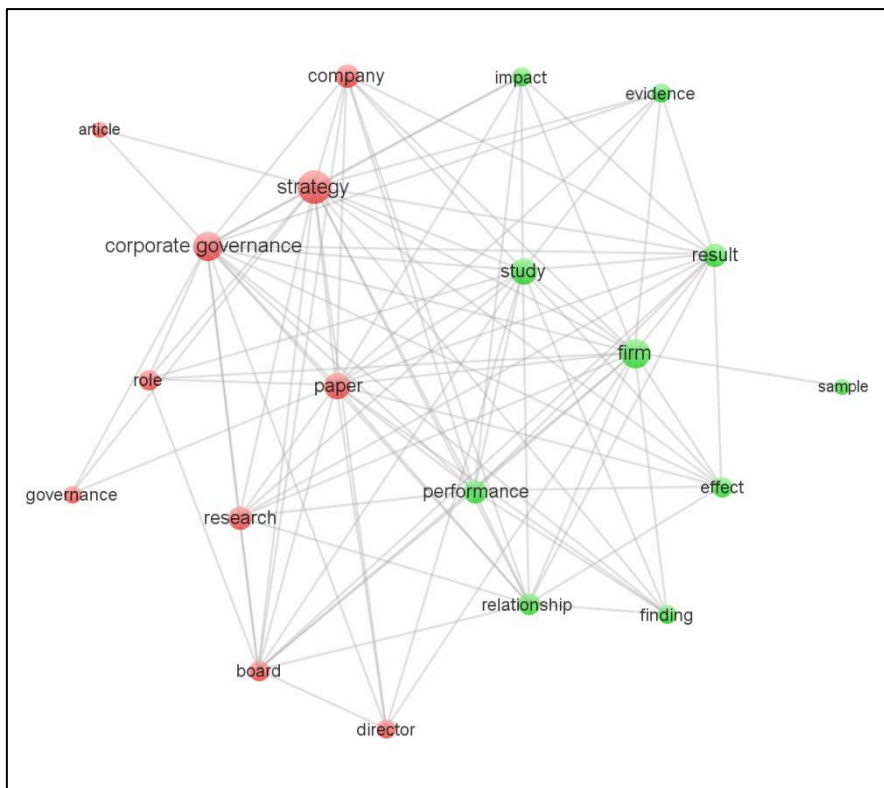 company
impact
evidence
article
strategy
corporate governance
result
study
firm
role
paper
sample
governance
performance
effect
research
relationship
finding
board
director